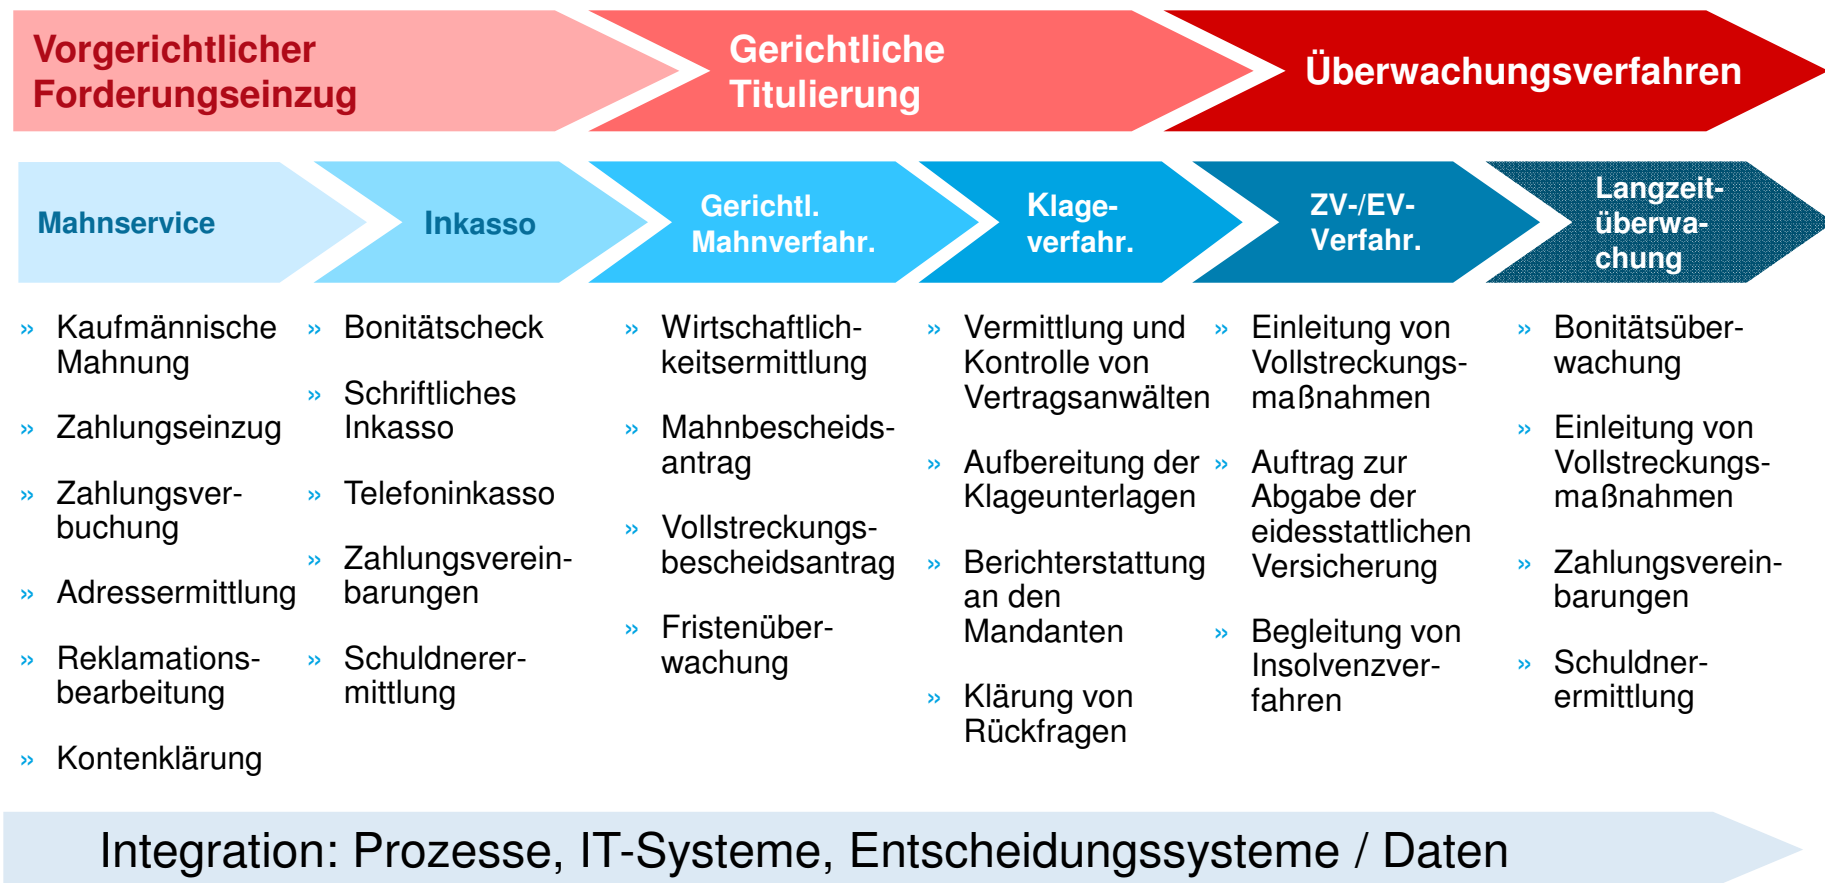 Vorgerichtlicher
Forderungseinzug
Gerichtliche
Titulierung
Überwachungsverfahren
Mahnservice
Inkasso
Gerichtl.
Mahnverfahr.
Klage-
verfahr.
ZV-/EV-
Verfahr.
Langzeit-
überwa-
chung
» Kaufmännische
Mahnung
» Zahlungseinzug
» Zahlungsver-
buchung
» Adressermittlung
» Reklamations-
bearbeitung
» Kontenklärung
» Bonitätscheck
» Schriftliches
Inkasso
» Telefoninkasso
» Zahlungsverein-
barungen
» Schuldnerer-
mittlung
» Wirtschaftlich-
keitsermittlung
» Mahnbescheids-
antrag
» Vollstreckungs-
bescheidsantrag
» Fristenüber-
wachung
» Vermittlung und
Kontrolle von
Vertragsanwälten
» Aufbereitung der
Klageunterlagen
» Berichterstattung
an den
Mandanten
» Klärung von
Rückfragen
» Einleitung von
Vollstreckungs-
maßnahmen
» Auftrag zur
Abgabe der
eidesstattlichen
Versicherung
» Begleitung von
Insolvenzver-
fahren
» Bonitätsüber-
wachung
» Einleitung von
Vollstreckungs-
maßnahmen
» Zahlungsverein-
barungen
» Schuldner-
ermittlung
Integration: Prozesse, IT-Systeme, Entscheidungssysteme / Daten